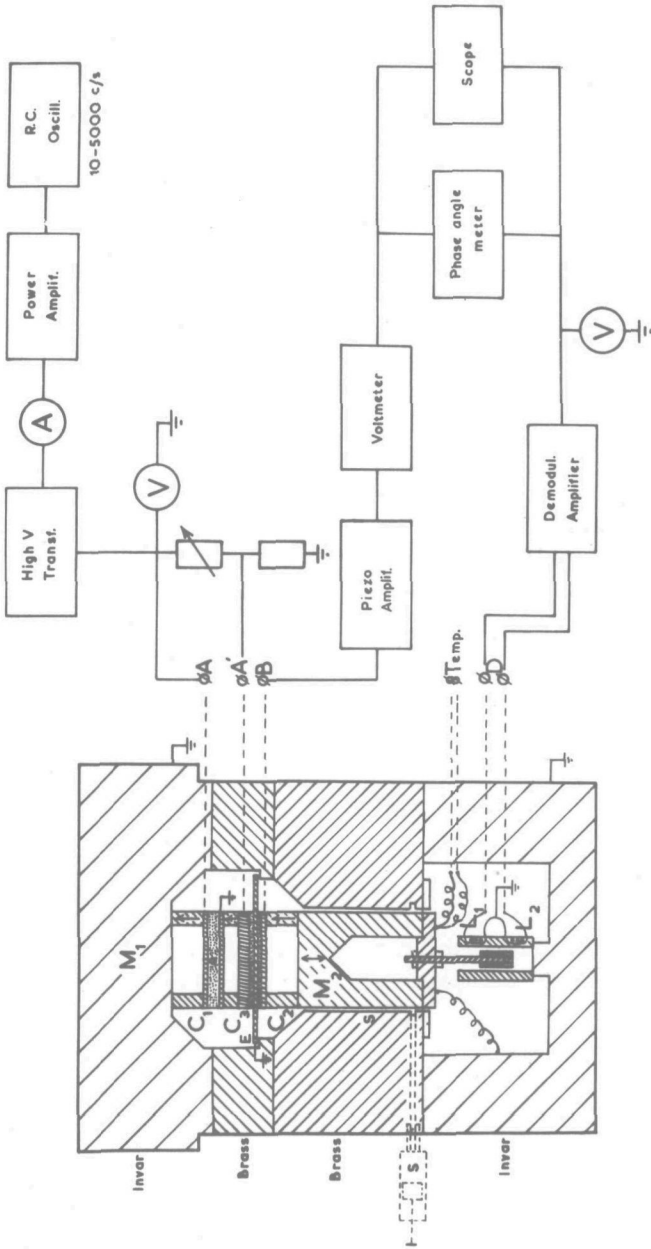 R.C.
Oscill.
10-5000 c/s
Power
Amplif.
A
High V
Transf.
V
Scope
Phase angle
meter
Voltmeter
Piezo
Amplif.
V
Demodul.
Amplifier
ØA
ØA'
ØB
Temp.
D
M1
C1
C3
E
C2
M2
S
1
2
S
Invar
Brass
Brass
Invar